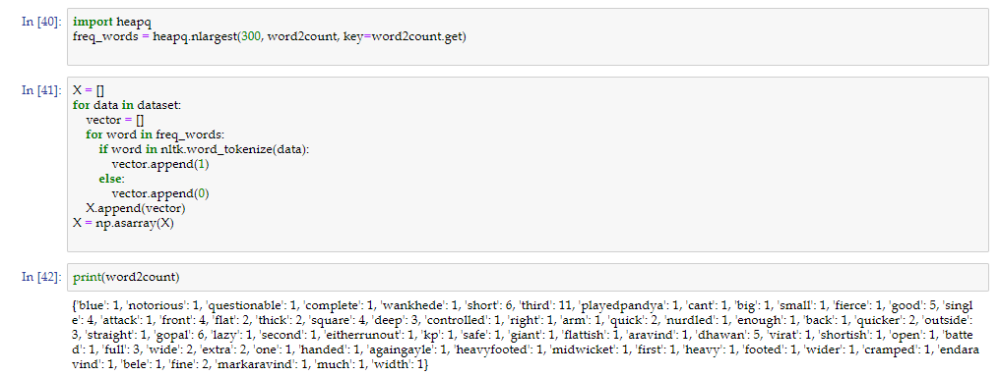 In [40]: import heapq
freq_words = heapq.nlargest(300, word2count, key=word2count.get)
In [41]: X = []
for data in dataset:
vector = []
for word in freq_words:
if word in nltk.word_tokenize(data):
vector.append(1)
else:
vector.append(0)
X.append(vector)
X = np.asarray(X)
In [42]: print(word2count)
{'blue': 1, 'notorious': 1, 'questionable': 1, 'complete': 1, 'wankhede': 1, 'short': 6, 'third': 11, 'playedpandya': 1, 'cant': 1, 'big': 1, 'small': 1, 'fierce': 1, 'good': 5, 'singl
e': 4, 'attack': 1, 'front': 4, 'flat': 2, 'thick': 2, 'square': 4, 'deep': 3, 'controlled': 1, 'right': 1, 'arm': 1, 'quick': 2, 'nurdled': 1, 'enough': 1, 'back': 1, 'quicker': 2, 'outside':
3, 'straight': 1, 'gopal': 6, 'lazy': 1, 'second': 1, 'eitherrunout': 1, 'kp': 1, 'safe': 1, 'giant': 1, 'flattish': 1, 'aravind': 1, 'dhawan': 5, 'virat': 1, 'shortish': 1, 'open': 1, 'batte
d': 1, 'full': 3, 'wide': 2, 'extra': 2, 'one': 1, 'handed': 1, 'againgayle': 1, 'heavyfooted': 1, 'midwicket': 1, 'first': 1, 'heavy': 1, 'footed': 1, 'wider': 1, 'cramped': 1, 'endara
vind': 1, 'bele': 1, 'fine': 2, 'markaravind': 1, 'much': 1, 'width': 1}